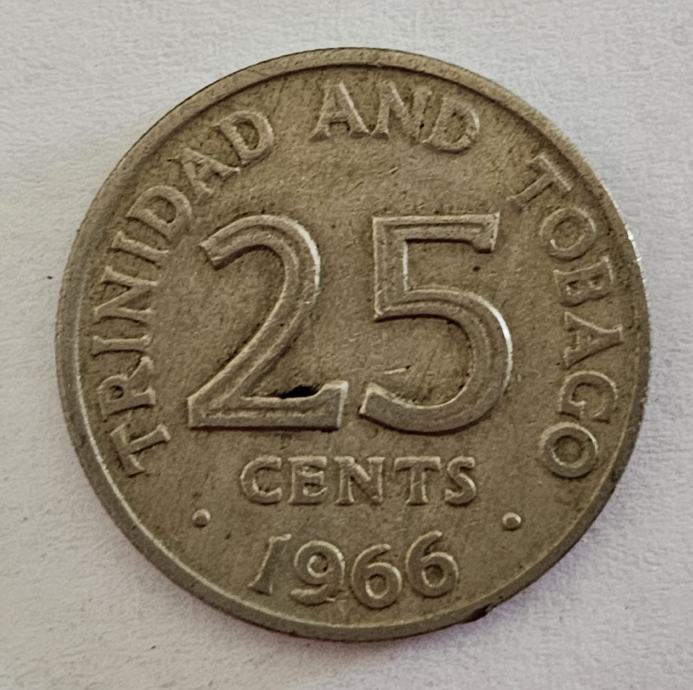 TRINIDAD AND TOBAGO
25
CENTS
· 1966 ·